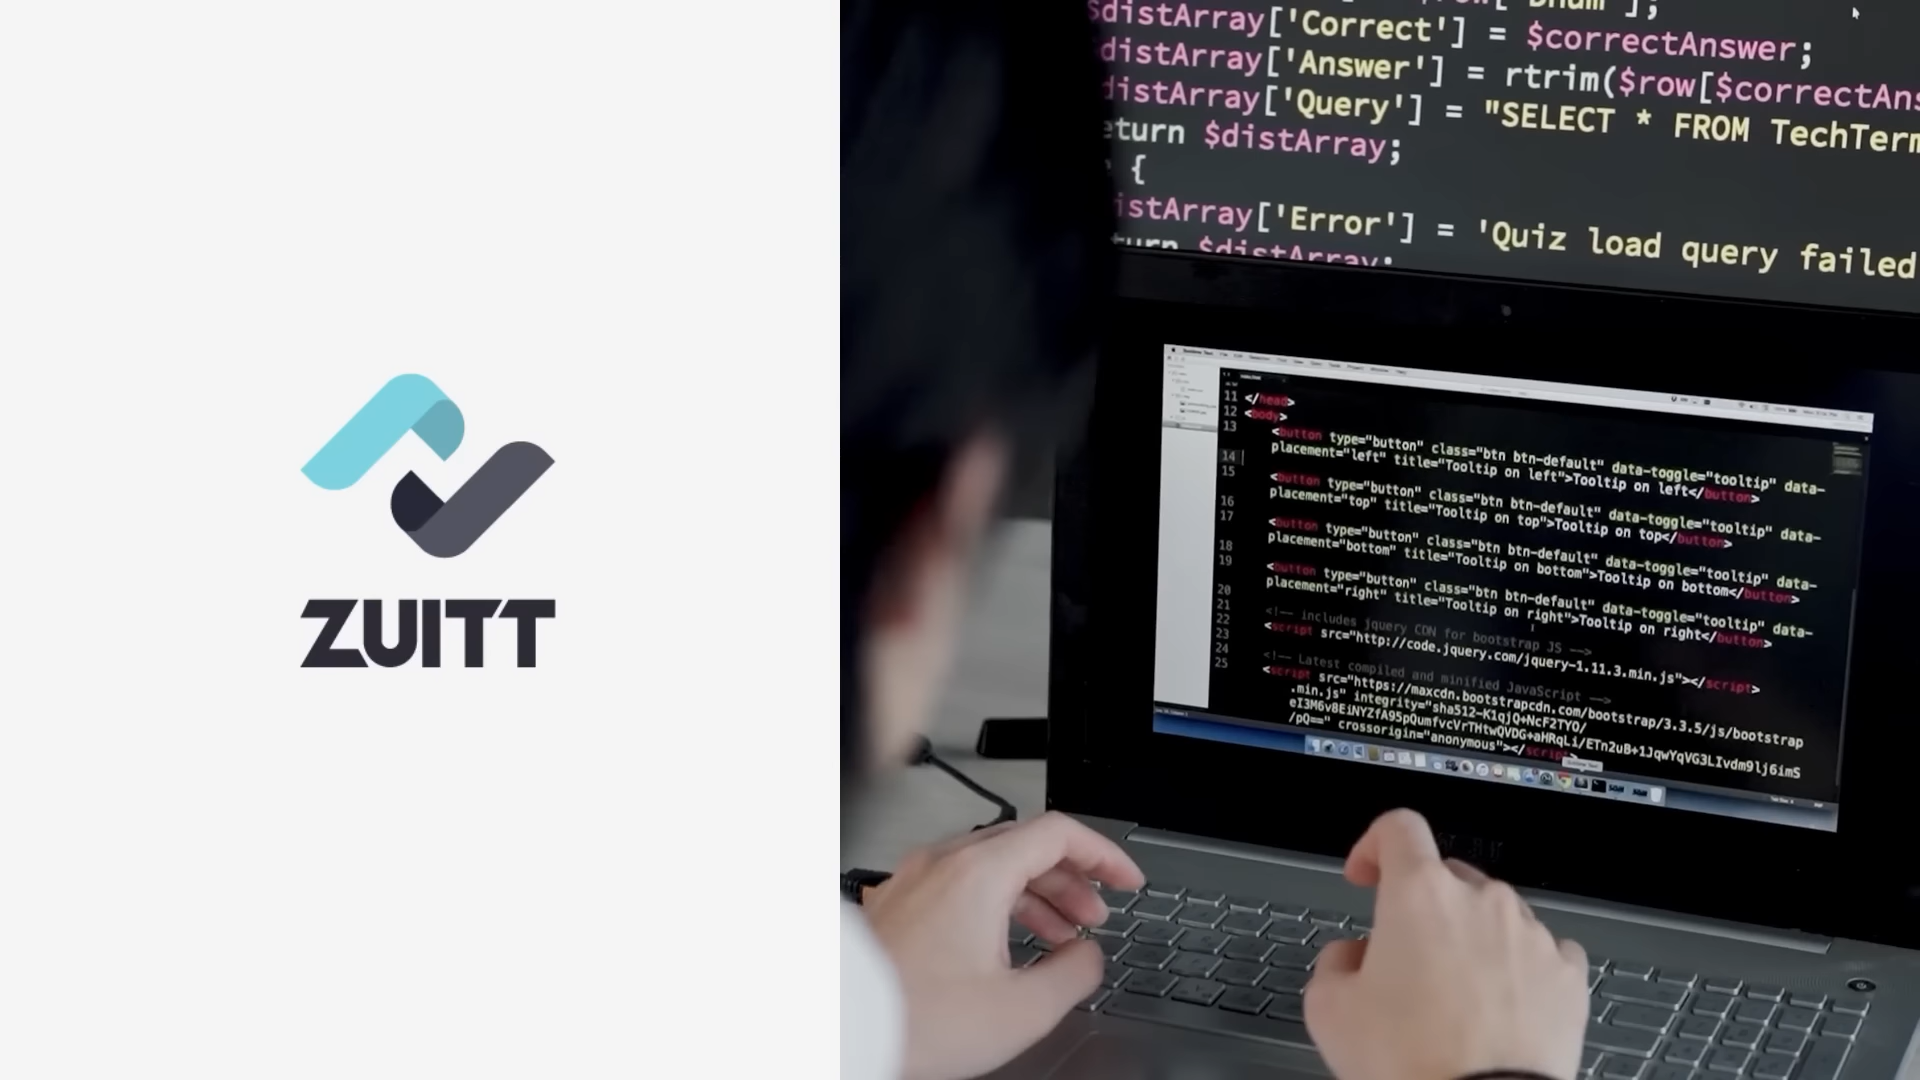 ZUITT
$distArray['Correct'] = $correctAnswer;
distArray['Answer'] = rtrim($row[$correctAns
distArray['Query'] = "SELECT * FROM TechTerm
eturn $distArray;
{
istArray['Error'] = 'Quiz load query failed
turn $distArray;
11 </head>
12 <body>
13 <button type="button" class="btn btn-default" data-toggle="tooltip" data-
placement="left" title="Tooltip on left">Tooltip on left</button>
14
15 <button type="button" class="btn btn-default" data-toggle="tooltip" data-
placement="top" title="Tooltip on top">Tooltip on top</button>
16
17 <button type="button" class="btn btn-default" data-toggle="tooltip" data-
placement="bottom" title="Tooltip on bottom">Tooltip on bottom</button>
18
19 <button type="button" class="btn btn-default" data-toggle="tooltip" data-
placement="right" title="Tooltip on right">Tooltip on right</button>
20
21 <!-- includes jquery CDN for bootstrap JS -->
22 <script src="http://code.jquery.com/jquery-1.11.3.min.js"></script>
23
24 <!-- Latest compiled and minified JavaScript -->
25 <script src="https://maxcdn.bootstrapcdn.com/bootstrap/3.3.5/js/bootstrap
.min.js" integrity="sha512-K1qjQ+NcF2TYO/
eI3M6v8EiNYZfA95pQumfvcVrTHtwQVDG+aHRqLi/ETn2uB+1JqwYqVG3LIvdm9lj6imS
/pQ==" crossorigin="anonymous"></script>